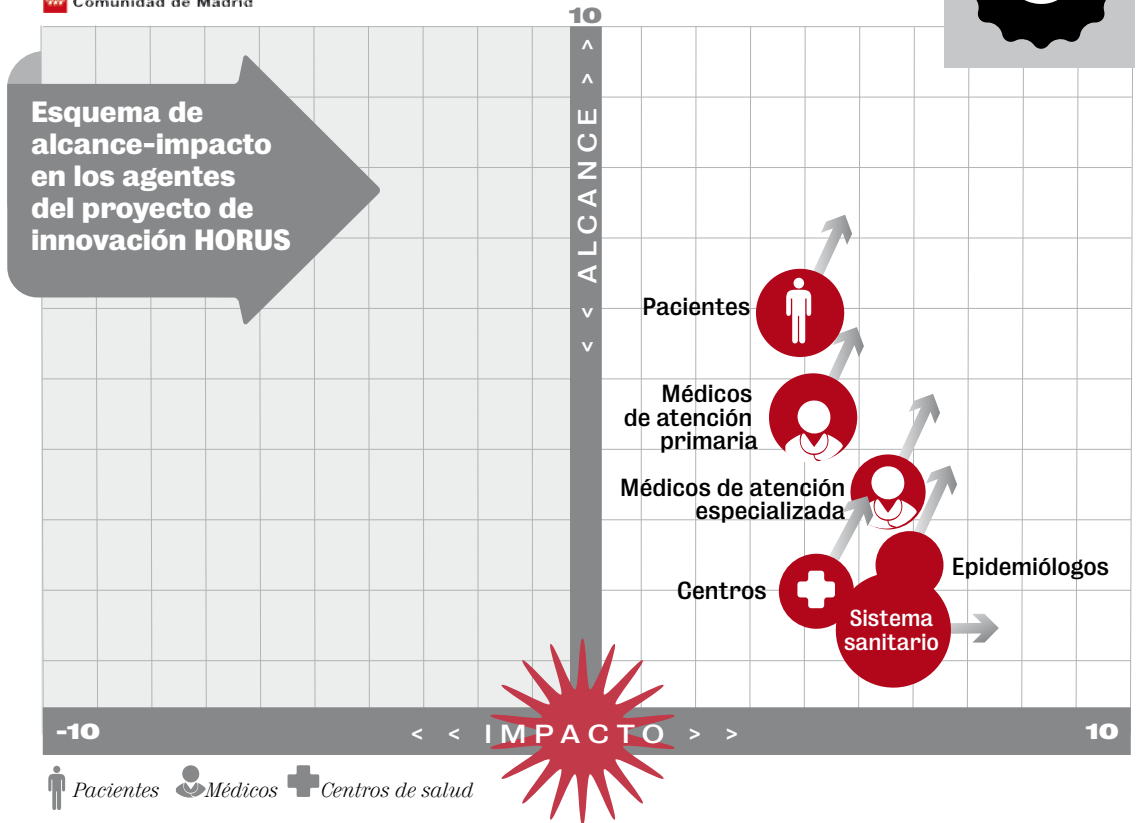 Comunidad de Madrid
10
Esquema de
alcance-impacto
en los agentes
del proyecto de
innovación HORUS
< < ALCANCE > >
Pacientes
Médicos
de atención
primaria
Médicos de atención
especializada
Centros
Epidemiólogos
Sistema
sanitario
-10
< < IMPACTO > >
10
Pacientes
Médicos
Centros de salud